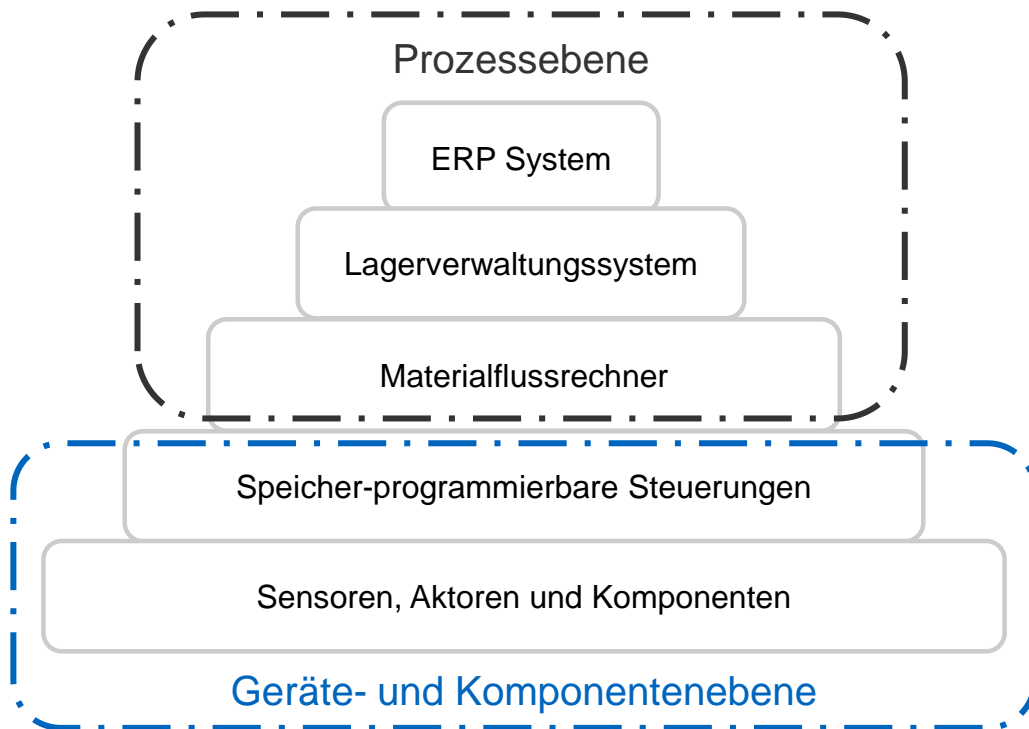 Prozessebene
ERP System
Lagerverwaltungssystem
Materialflussrechner
Speicher-programmierbare Steuerungen
Sensoren, Aktoren und Komponenten
Geräte- und Komponentenebene